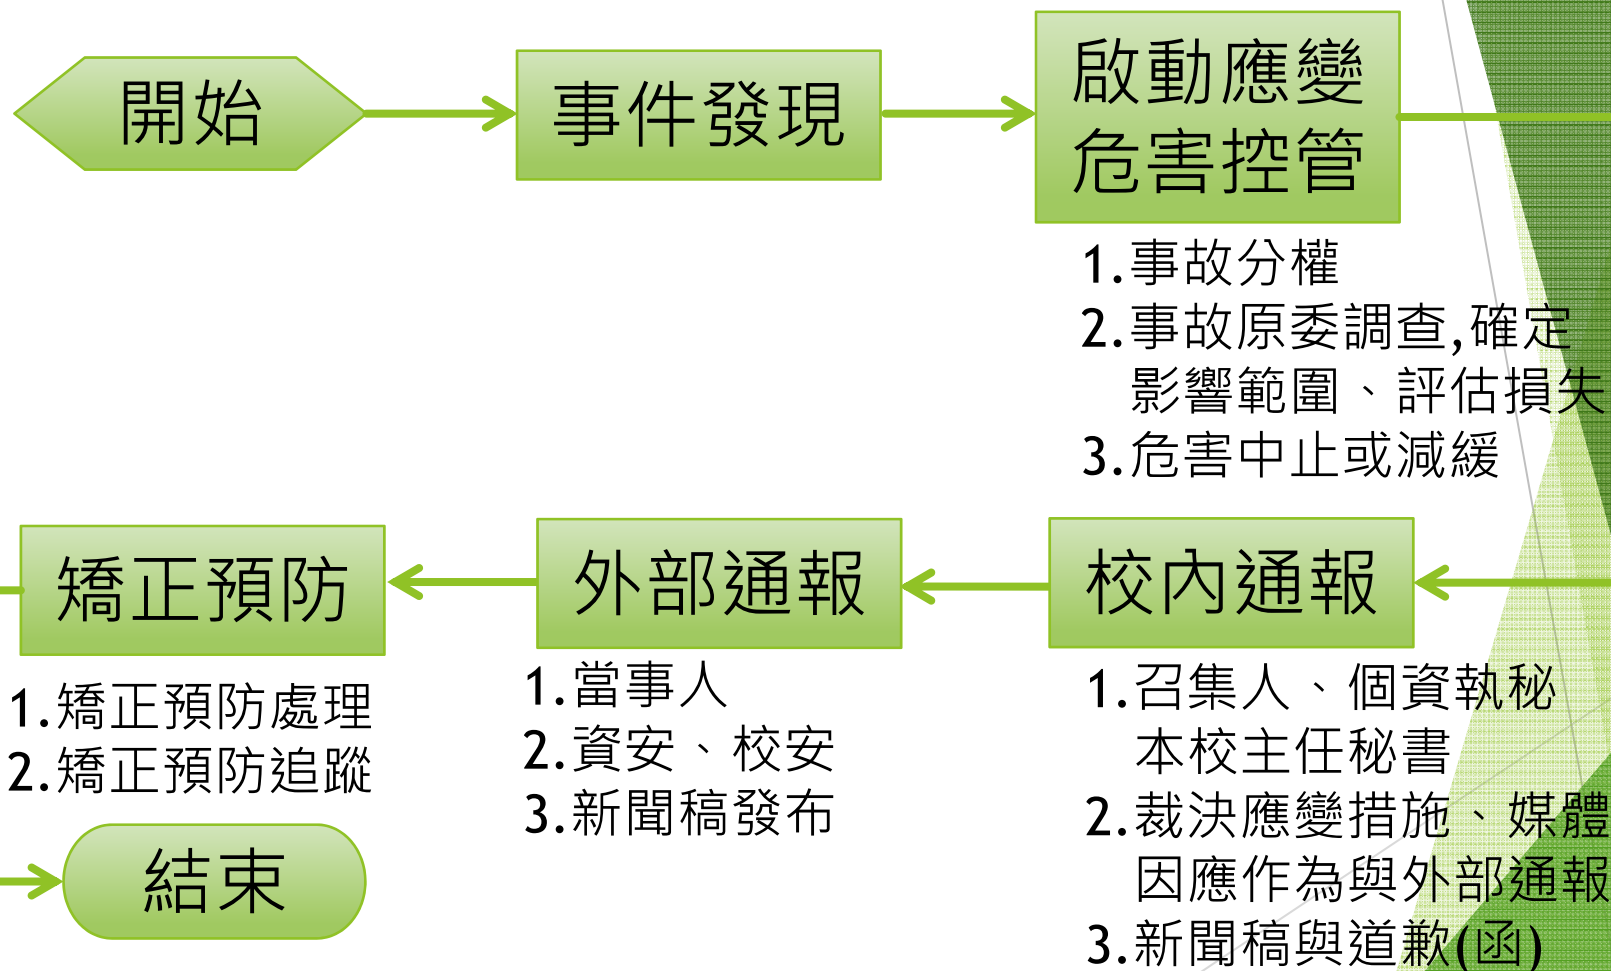 開始
事件發現
啟動應變
危害控管
1.事故分權
2.事故原委調查,確定
影響範圍、評估損失
3.危害中止或減緩
校內通報
1.召集人、個資執秘
本校主任秘書
2.裁決應變措施、媒體
因應作為與外部通報
3.新聞稿與道歉(函)
外部通報
1.當事人
2.資安、校安
3.新聞稿發布
矯正預防
1.矯正預防處理
2.矯正預防追蹤
結束